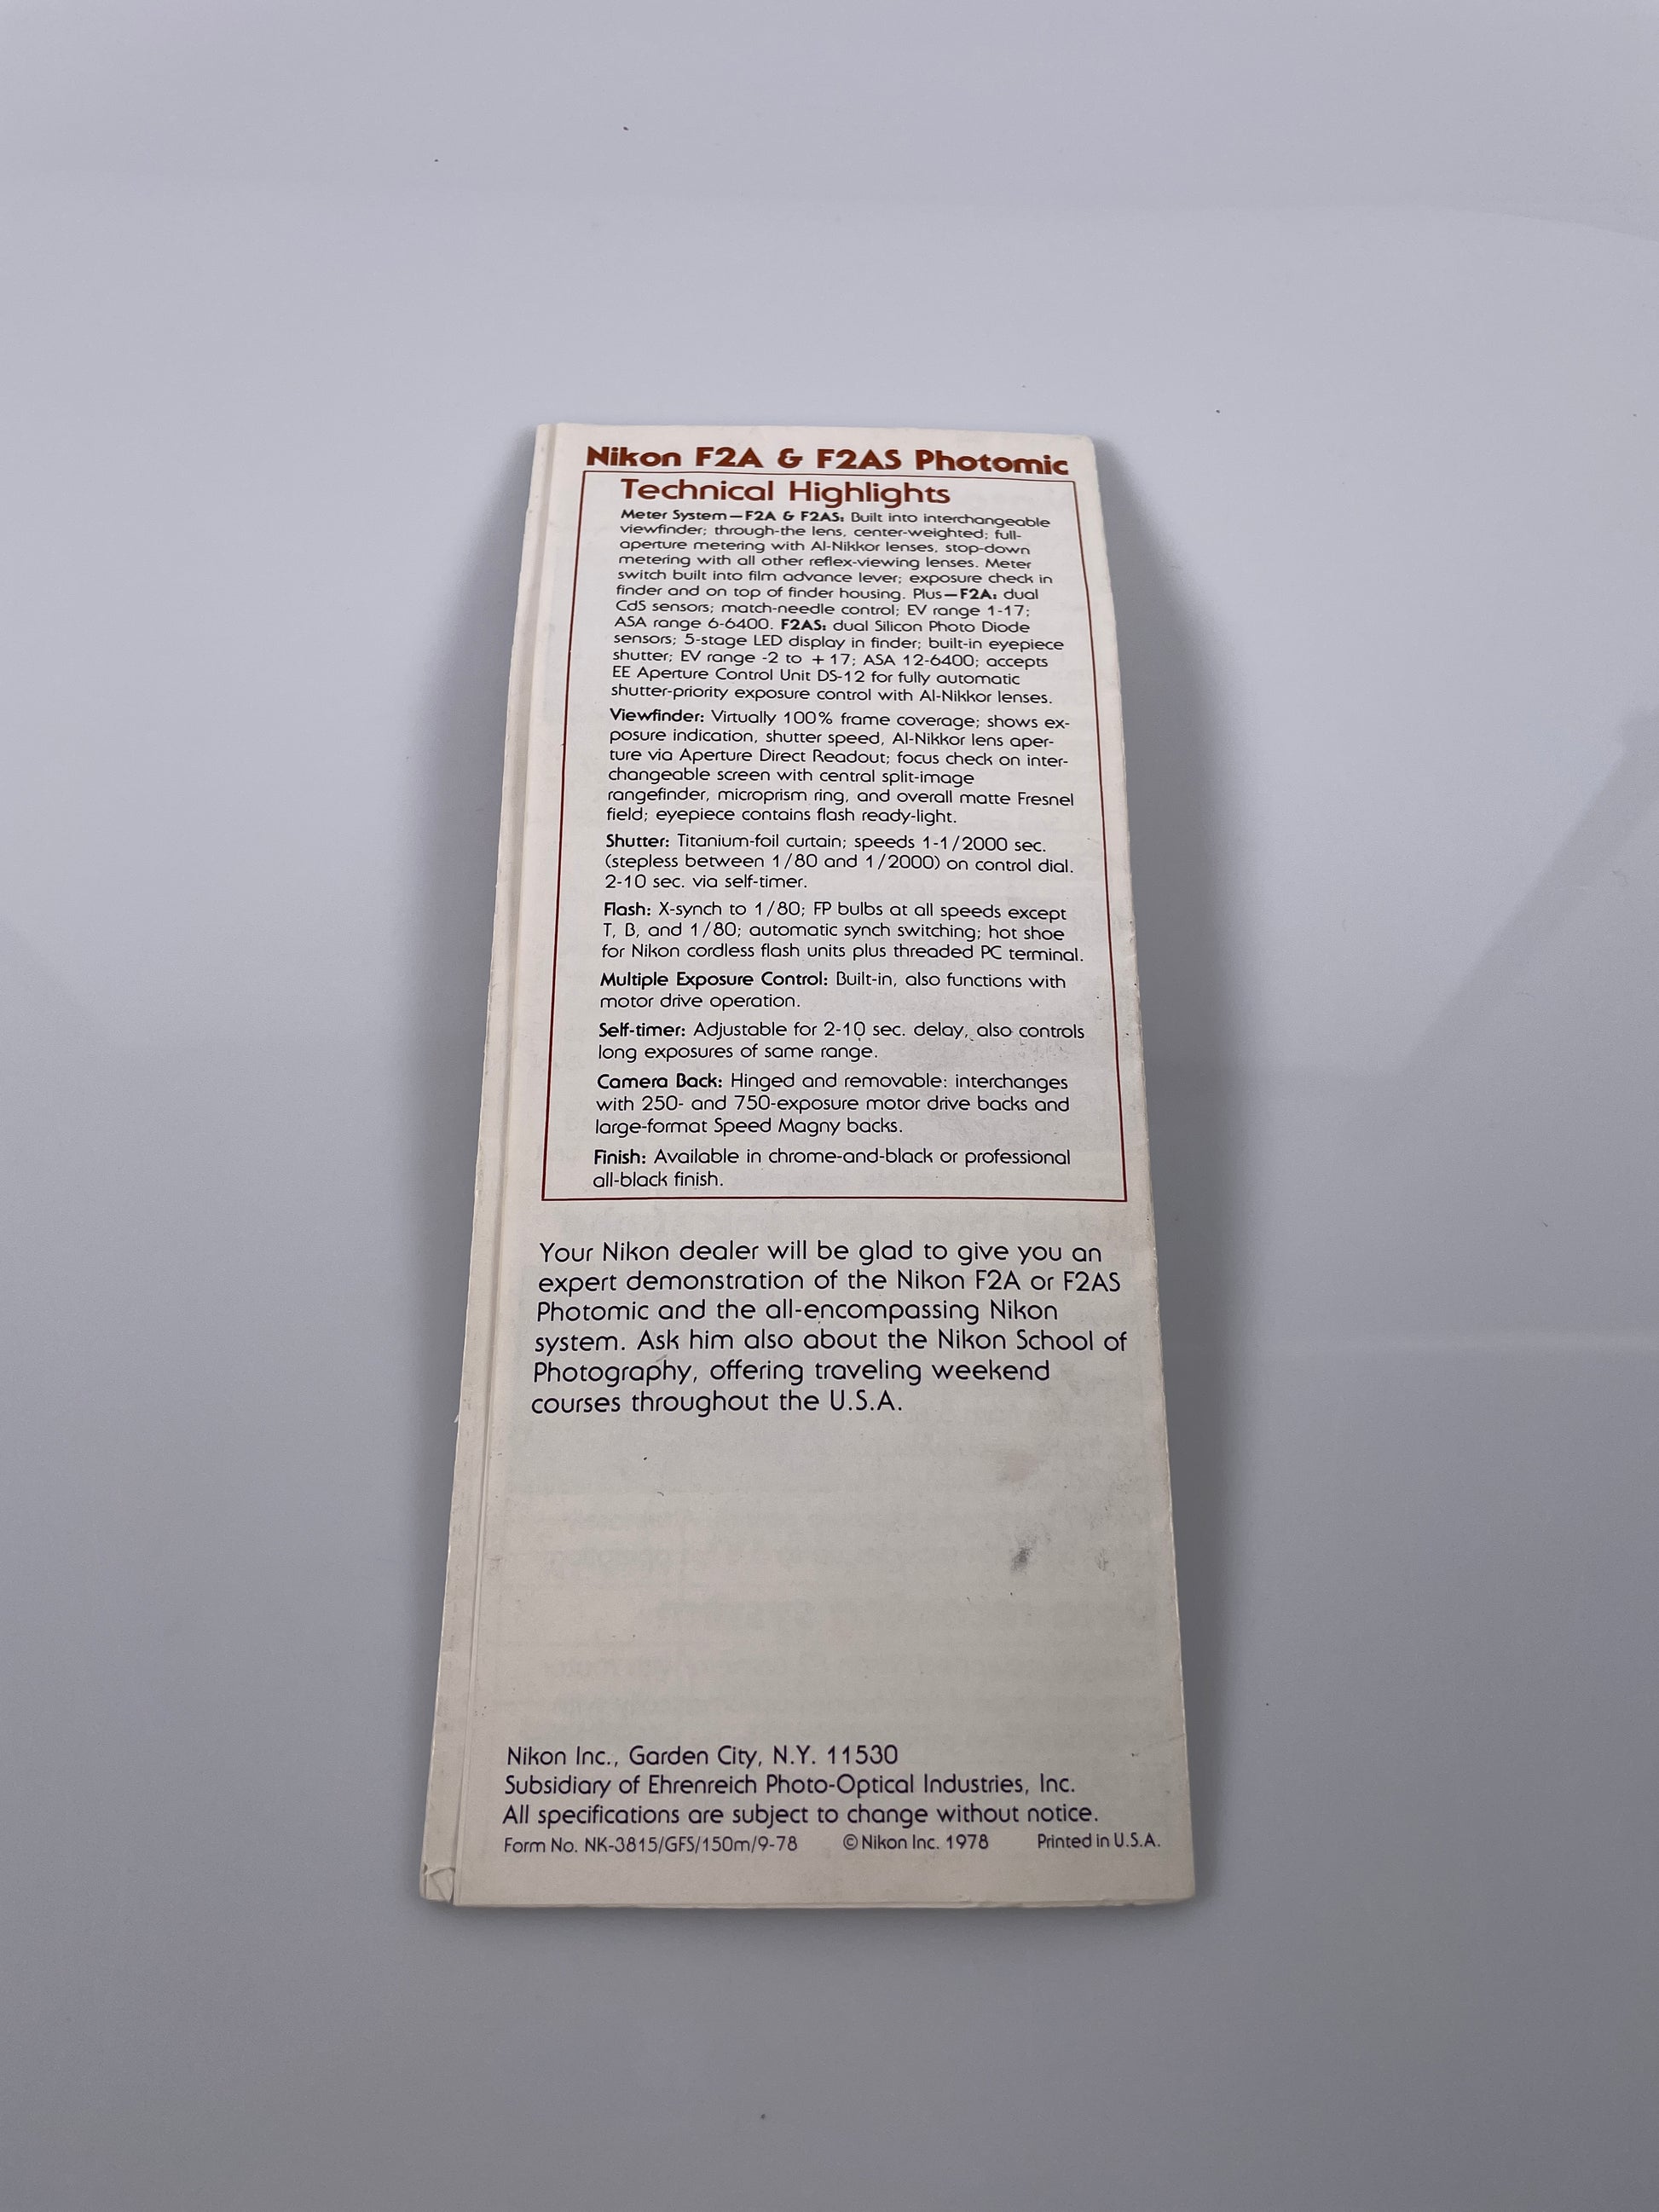 Nikon F2A & F2AS Photomic
Technical Highlights
Meter System—F2A & F2AS: Built into interchangeable
viewfinder; through-the lens, center-weighted; full-
aperture metering with AI-Nikkor lenses, stop-down
metering with all other reflex-viewing lenses. Meter
switch built into film advance lever; exposure check in
finder and on top of finder housing. Plus—F2A: dual
CdS sensors; match-needle control; EV range 1-17;
ASA range 6-6400. F2AS: dual Silicon Photo Diode
sensors; 5-stage LED display in finder; built-in eyepiece
shutter; EV range -2 to +17; ASA 12-6400; accepts
EE Aperture Control Unit DS-12 for fully automatic
shutter-priority exposure control with AI-Nikkor lenses.
Viewfinder: Virtually 100% frame coverage; shows ex-
posure indication, shutter speed, AI-Nikkor lens aper-
ture via Aperture Direct Readout; focus check on inter-
changeable screen with central split-image
rangefinder, microprism ring, and overall matte Fresnel
field; eyepiece contains flash ready-light.
Shutter: Titanium-foil curtain; speeds 1-1/2000 sec.
(stepless between 1/80 and 1/2000) on control dial.
2-10 sec. via self-timer.
Flash: X-synch to 1/80; FP bulbs at all speeds except
T, B, and 1/80; automatic synch switching; hot shoe
for Nikon cordless flash units plus threaded PC terminal.
Multiple Exposure Control: Built-in, also functions with
motor drive operation.
Self-timer: Adjustable for 2-10 sec. delay, also controls
long exposures of same range.
Camera Back: Hinged and removable: interchanges
with 250- and 750-exposure motor drive backs and
large-format Speed Magny backs.
Finish: Available in chrome-and-black or professional
all-black finish.
Your Nikon dealer will be glad to give you an
expert demonstration of the Nikon F2A or F2AS
Photomic and the all-encompassing Nikon
system. Ask him also about the Nikon School of
Photography, offering traveling weekend
courses throughout the U.S.A.
Nikon Inc., Garden City, N.Y. 11530
Subsidiary of Ehrenreich Photo-Optical Industries, Inc.
All specifications are subject to change without notice.
Form No. NK-3815/GFS/150m/9-78 © Nikon Inc. 1978 Printed in U.S.A.